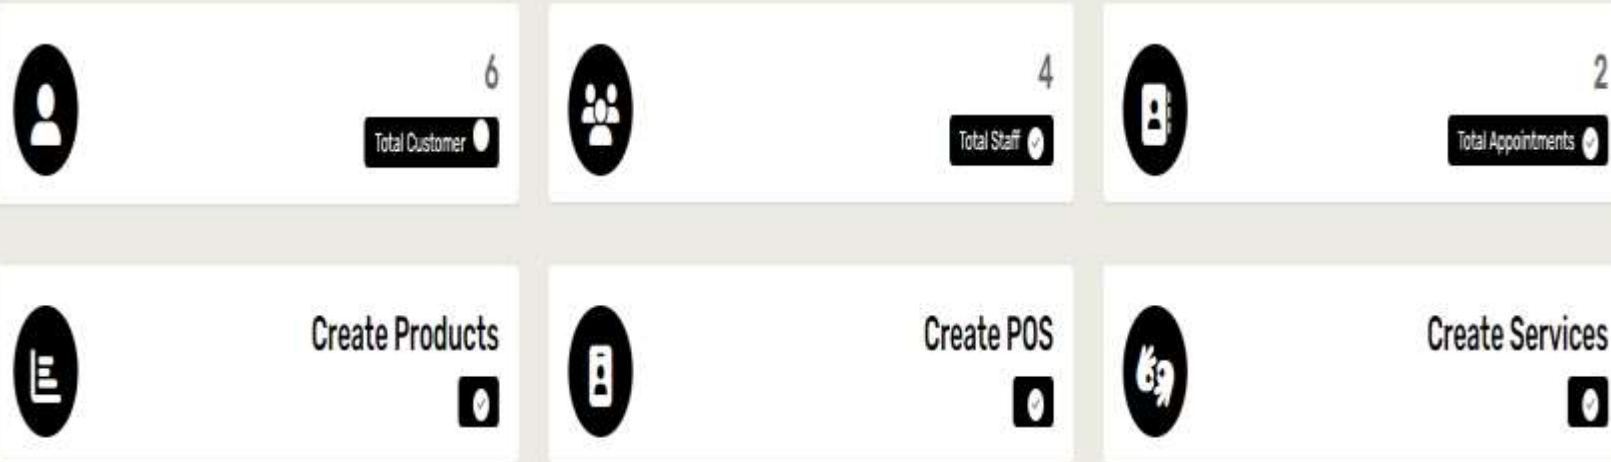 6
Total Customer
4
Total Staff
2
Total Appointments
Create Products
Create POS
Create Services